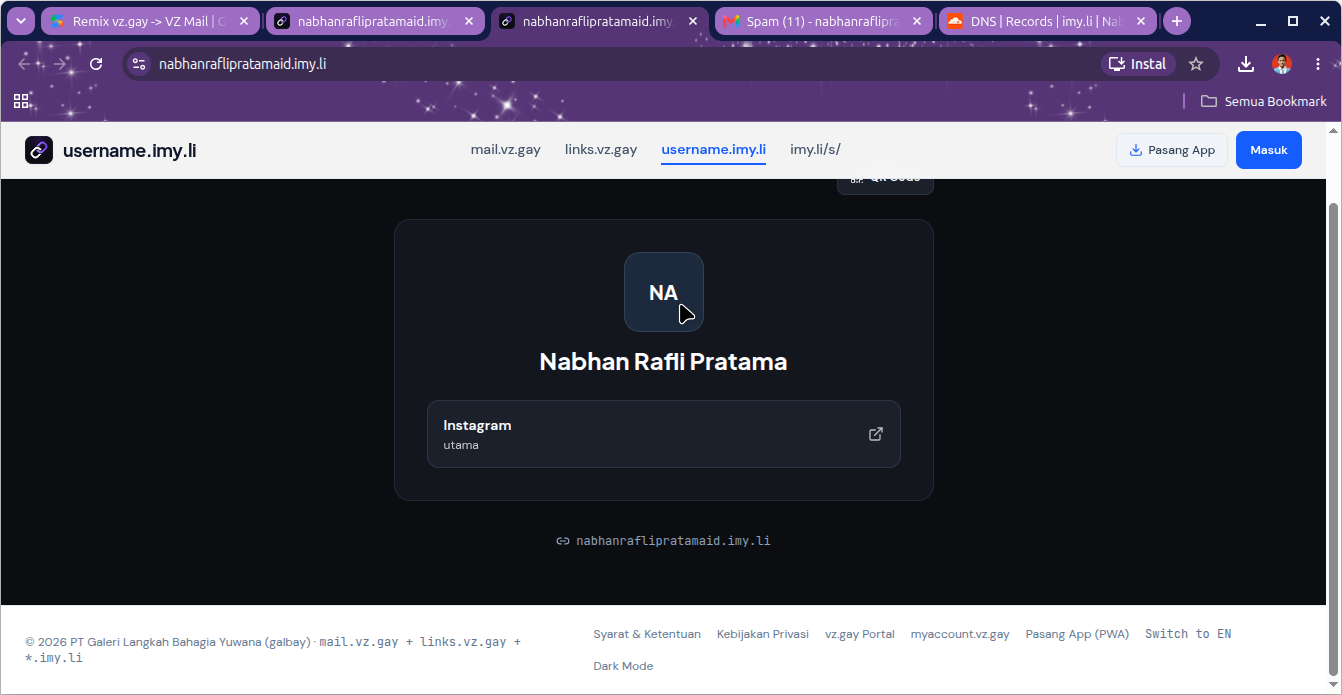 Remix vz.gay -> VZ Mail | G
nabhanraflipratamaid.imy.
nabhanraflipratamaid.imy.
Spam (11) - nabhanraflipra
DNS | Records | imy.li | Nab
nabhanraflipratamaid.imy.li
Instal
Semua Bookmark
username.imy.li
mail.vz.gay
links.vz.gay
username.imy.li
imy.li/s/
Pasang App
Masuk
QR Code
NA
Nabhan Rafli Pratama
Instagram
utama
nabhanraflipratamaid.imy.li
© 2026 PT Galeri Langkah Bahagia Yuwana (galbay) · mail.vz.gay + links.vz.gay +
*.imy.li
Syarat & Ketentuan
Kebijakan Privasi
vz.gay Portal
myaccount.vz.gay
Pasang App (PWA)
Switch to EN
Dark Mode